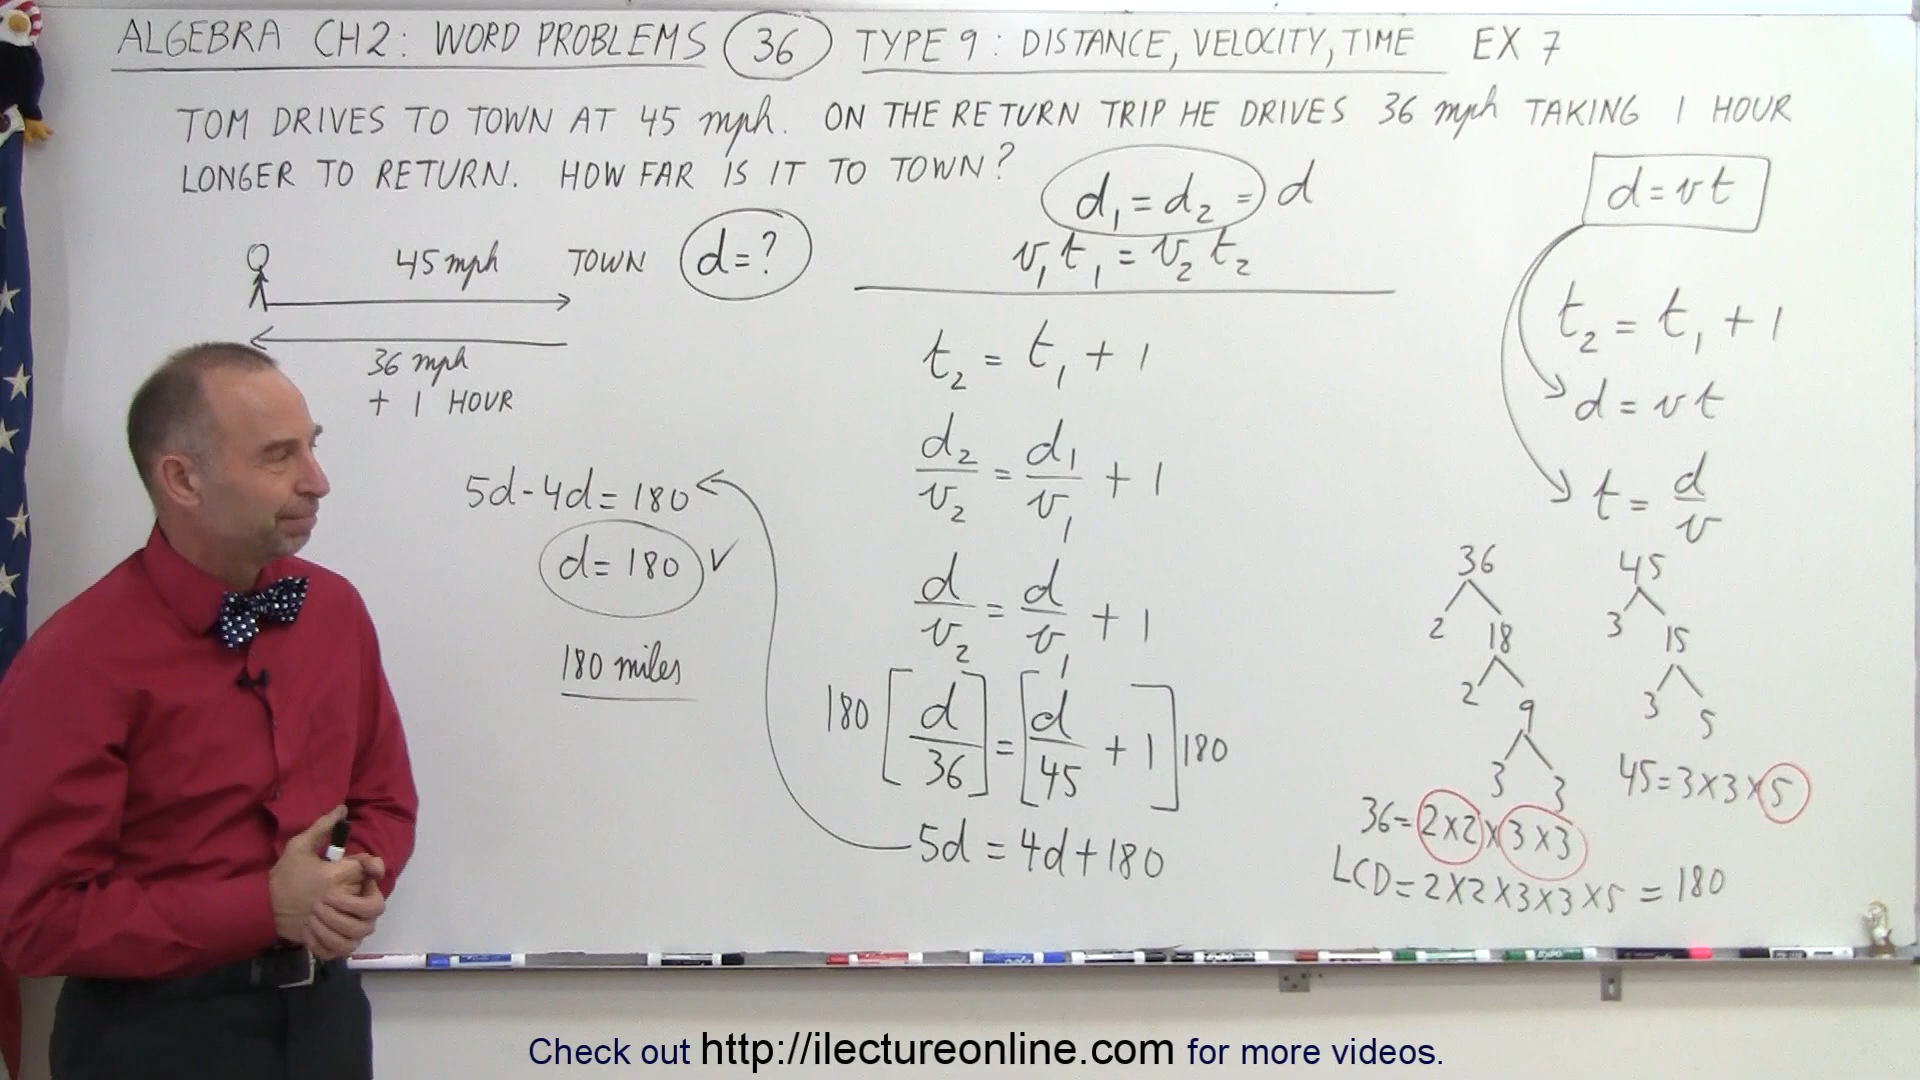 ALGEBRA CH2: WORD PROBLEMS 36 TYPE 9: DISTANCE, VELOCITY, TIME EX 7
TOM DRIVES TO TOWN AT 45 mph. ON THE RETURN TRIP HE DRIVES 36 mph TAKING 1 HOUR
LONGER TO RETURN. HOW FAR IS IT TO TOWN?
45 mph TOWN d=?
36 mph
+ 1 HOUR
5d-4d=180
d=180 ✓
180 miles
d₁=d₂=d
v₁t₁=v₂t₂
t₂=t₁+1
d₂/v₂=d₁/v₁+1
d/v₂=d/v₁+1
180[d/36]=[d/45+1]180
5d=4d+180
d=vt
t₂=t₁+1
d=vt
t=d/v
36 45
2 18 3 15
2 9 3 5
3 3
45=3×3×5
36=2×2×3×3
LCD=2×2×3×3×5=180
Check out http://ilectureonline.com for more videos.